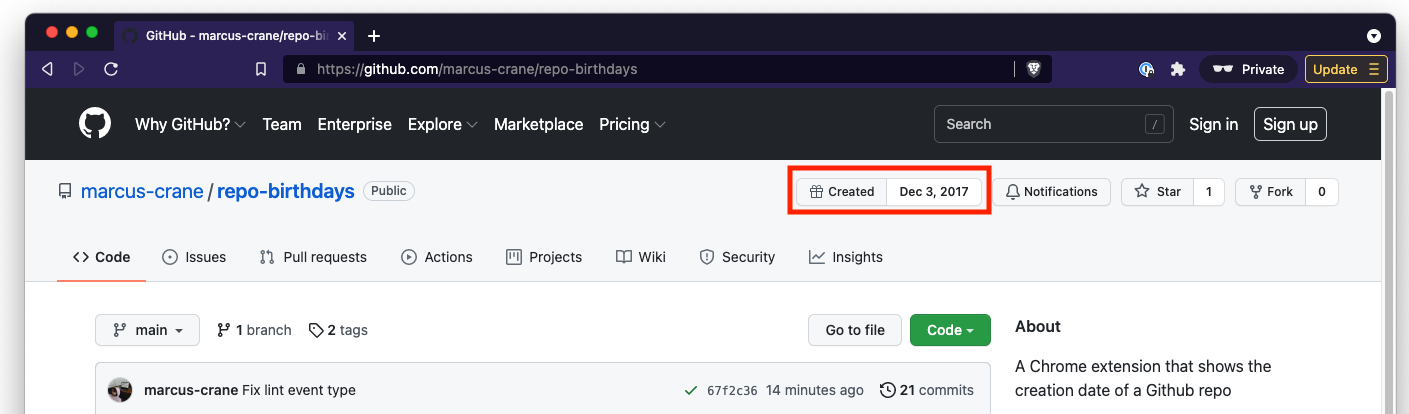 GitHub - marcus-crane/repo-bir
https://github.com/marcus-crane/repo-birthdays
Private
Update
Why GitHub?
Team
Enterprise
Explore
Marketplace
Pricing
Search
/
Sign in
Sign up
marcus-crane / repo-birthdays
Public
Created
Dec 3, 2017
Notifications
Star
1
Fork
0
Code
Issues
Pull requests
Actions
Projects
Wiki
Security
Insights
main
1 branch
2 tags
Go to file
Code
About
marcus-crane Fix lint event type
67f2c36
14 minutes ago
21 commits
A Chrome extension that shows the
creation date of a Github repo